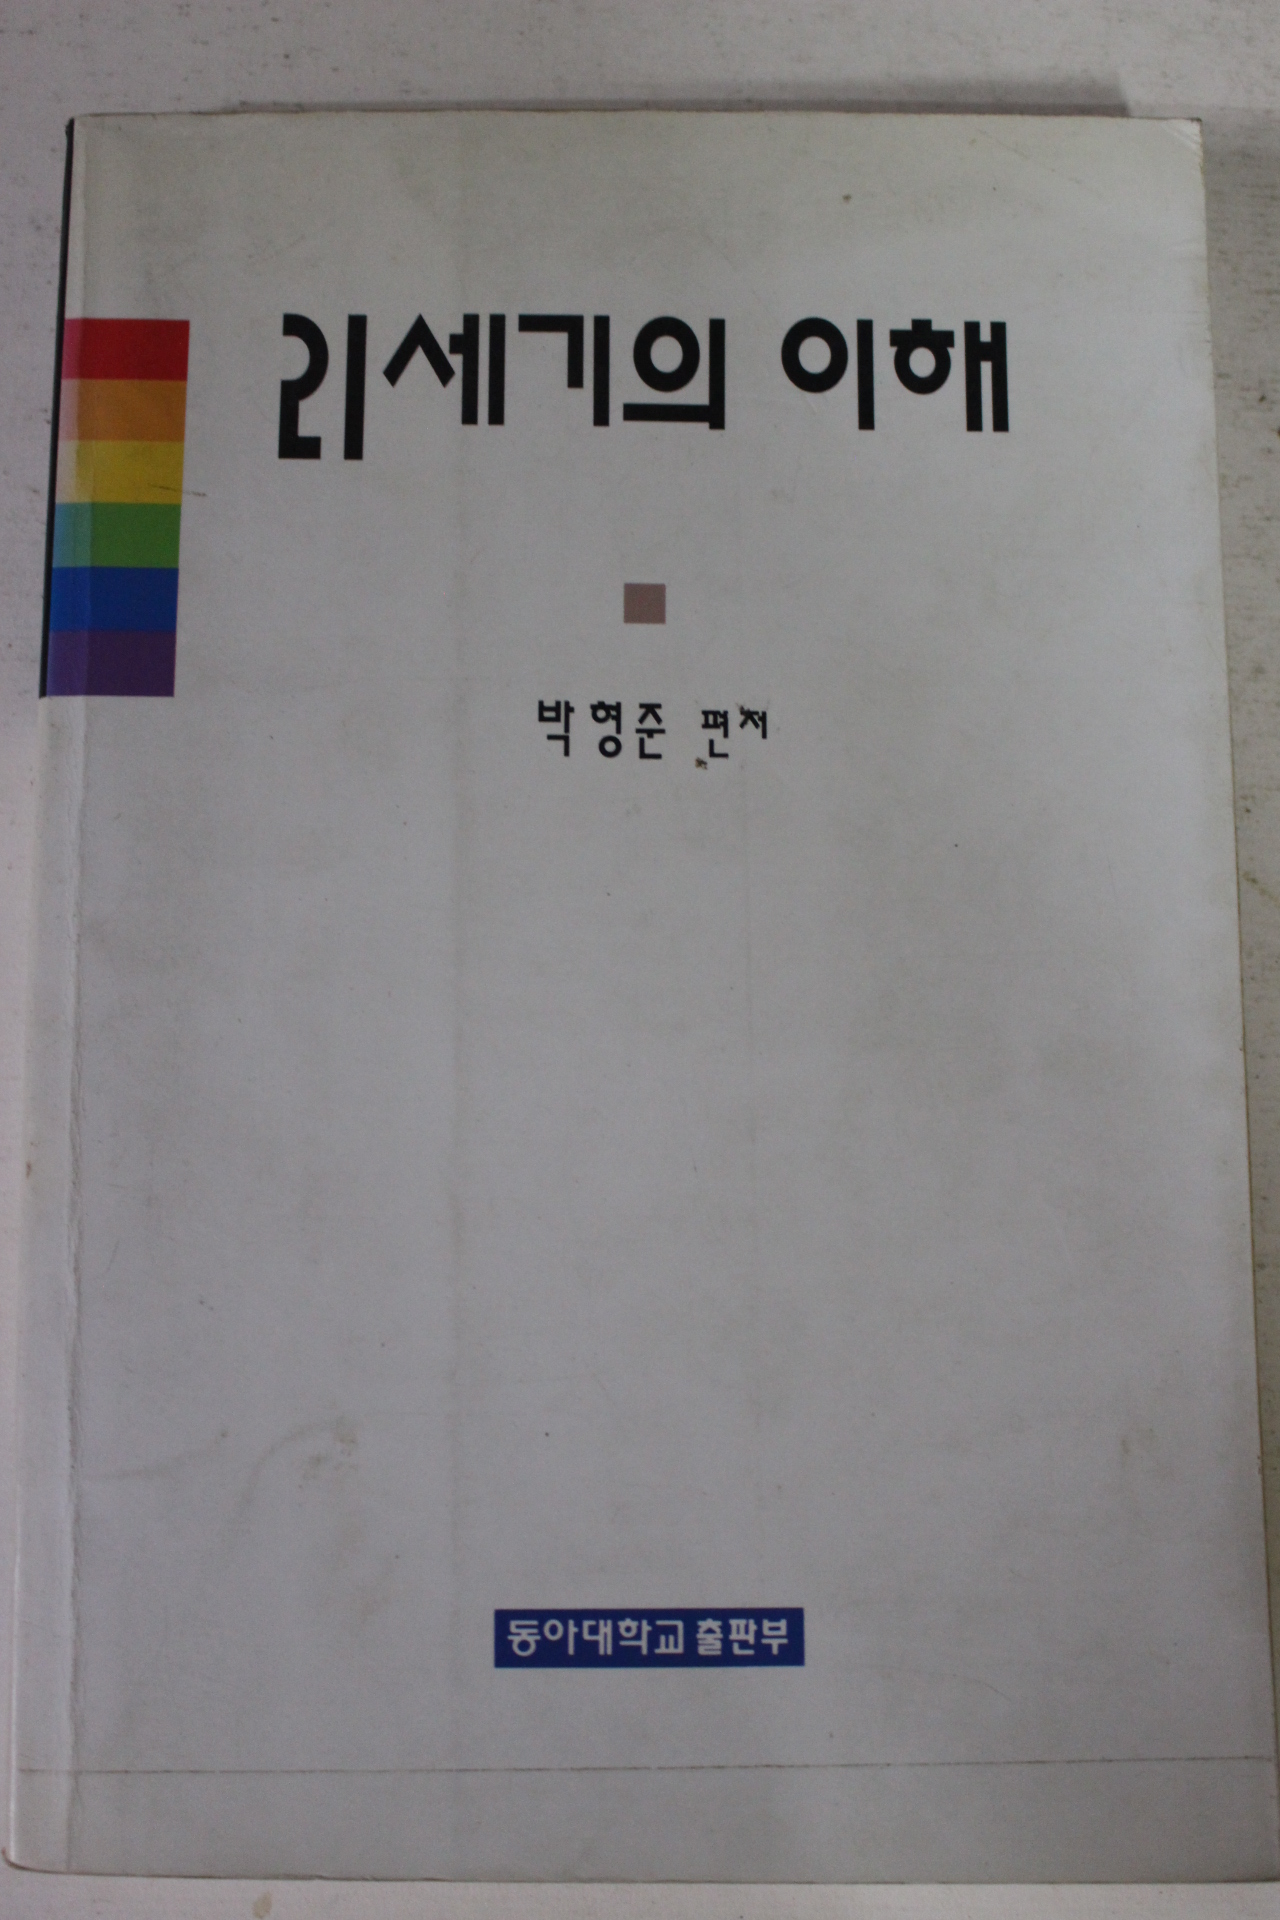 21세기의 이해
박형준 편저
동아대학교 출판부